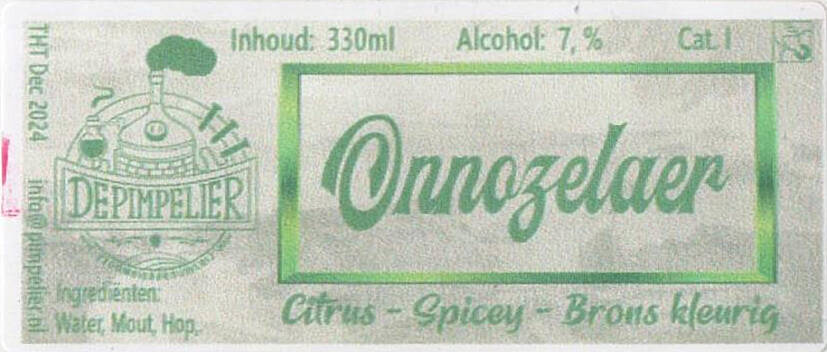 Inhoud: 330ml Alcohol: 7, % Cat. I
THT Dec 2024 info@pimpelier.nl
DEPIMPELIER
Onnozelaer
Citrus - Spicey - Brons kleurig
Ingrediënten:
Water, Mout, Hop,